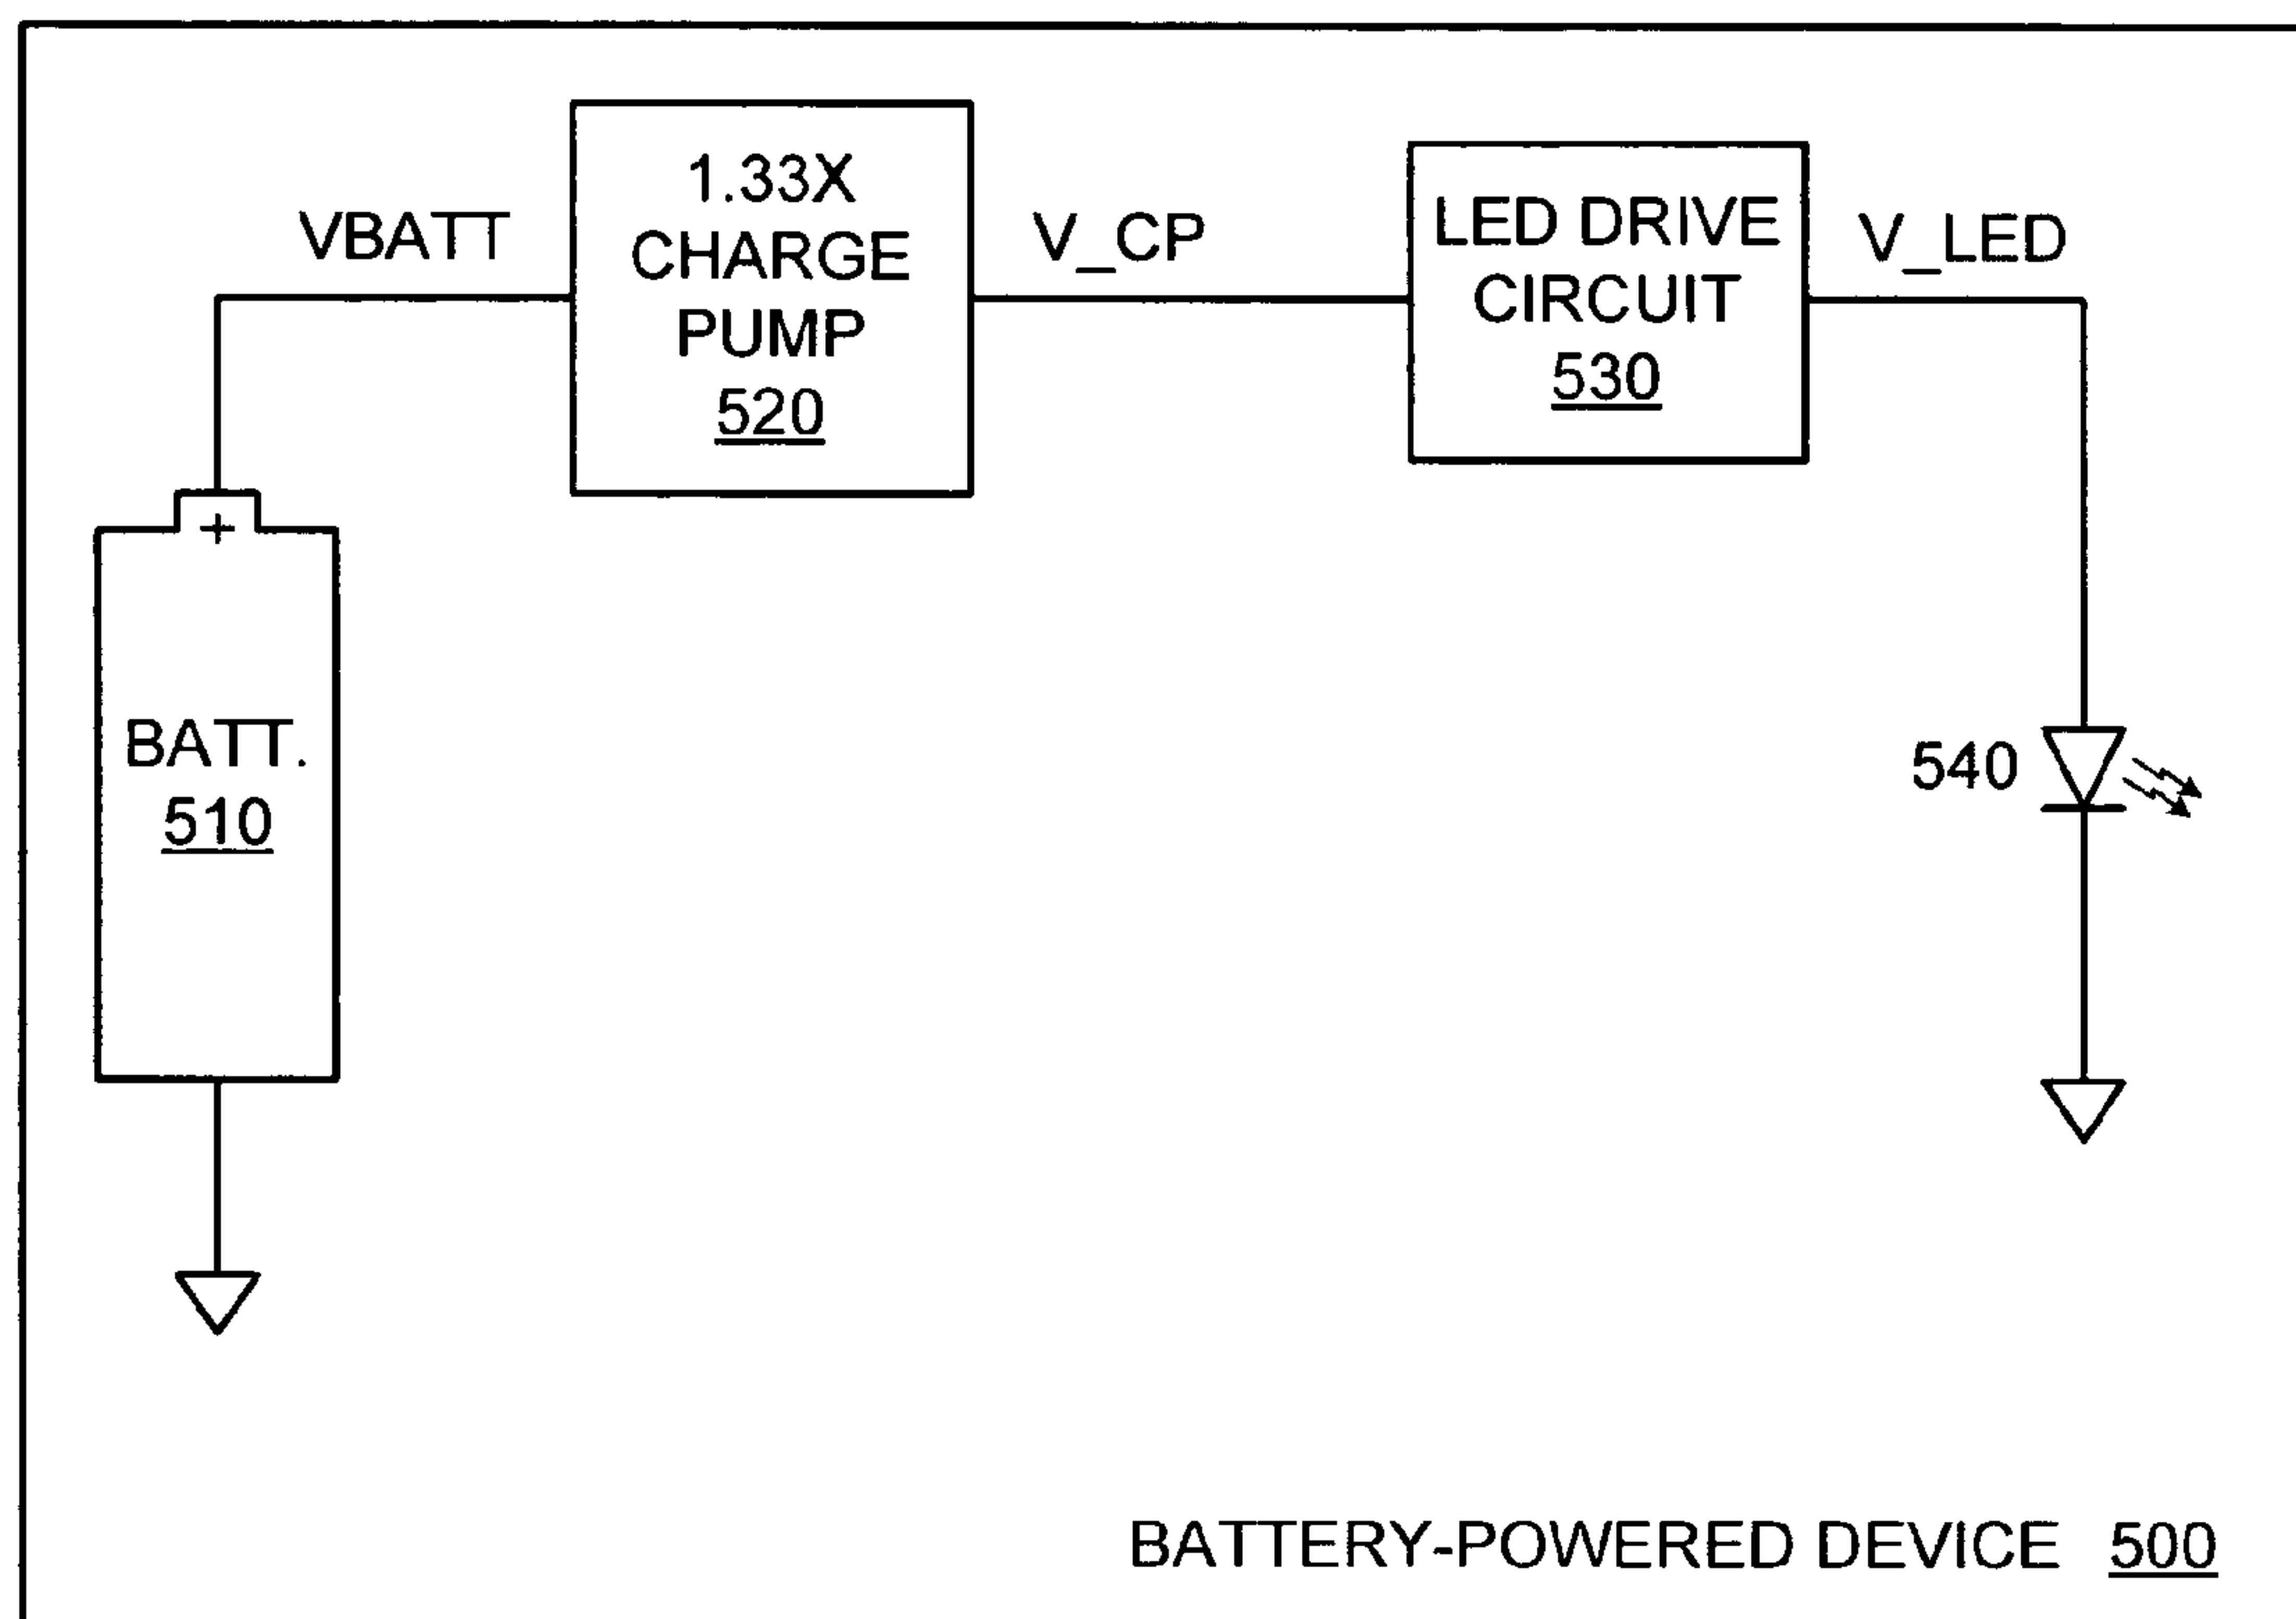 1.33X
CHARGE
PUMP
520
VBATT
V_CP
LED DRIVE
CIRCUIT
530
V_LED
+
BATT.
510
540
BATTERY-POWERED DEVICE 500